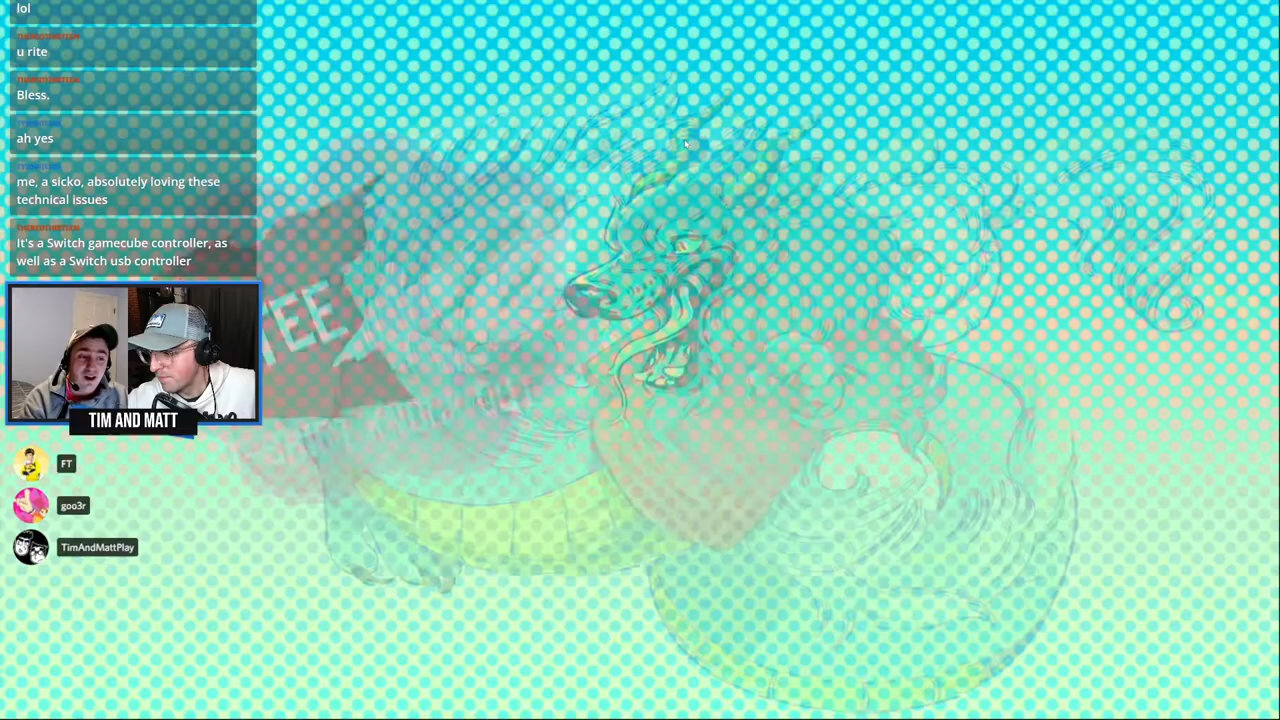 lol
u rite
Bless.
ah yes
me, a sicko, absolutely loving these
technical issues
It's a Switch gamecube controller, as
well as a Switch usb controller
TEE
TIM AND MATT
FT
goo3r
TimAndMattPlay